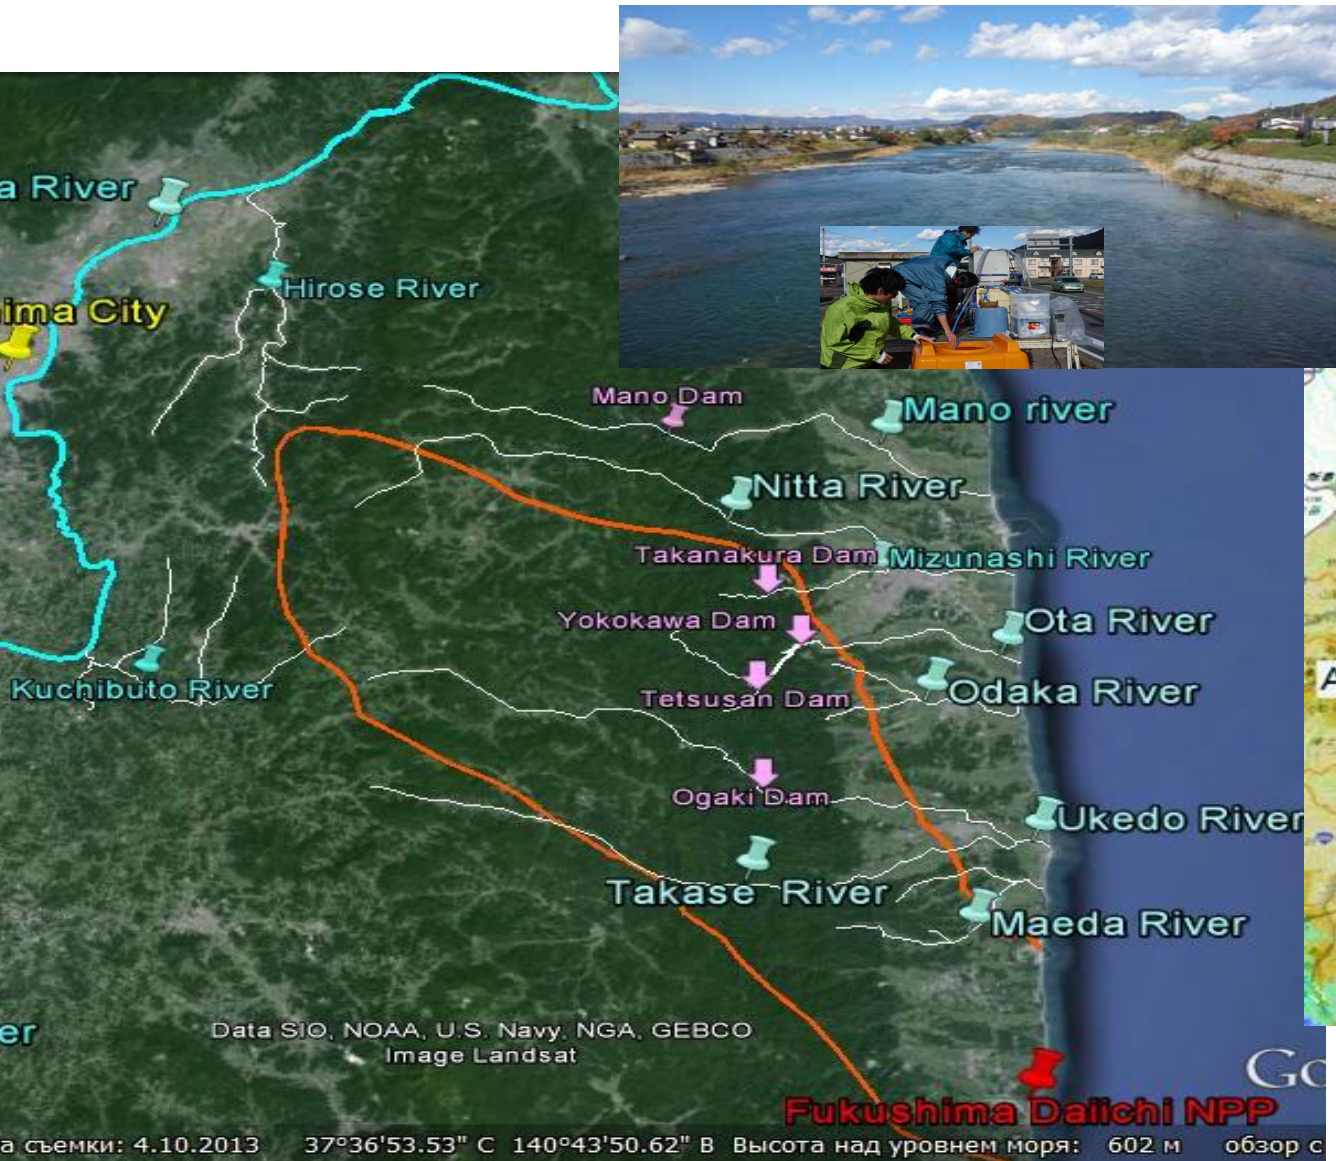 a River
Hirose River
ima City
Mano Dam
Mano river
Nitta River
Takanakura Dam
Mizunashi River
Yokokawa Dam
Ota River
Kuchibuto River
Tetsusan Dam
Odaka River
Ogaki Dam
Ukedo River
Takase River
Maeda River
er
Data SIO, NOAA, U.S. Navy, NGA, GEBCO
Image Landsat
Go
Fukushima Daiichi NPP
а съемки: 4.10.2013 37°36'53.53" С 140°43'50.62" В Высота над уровнем моря: 602 м обзор с
A